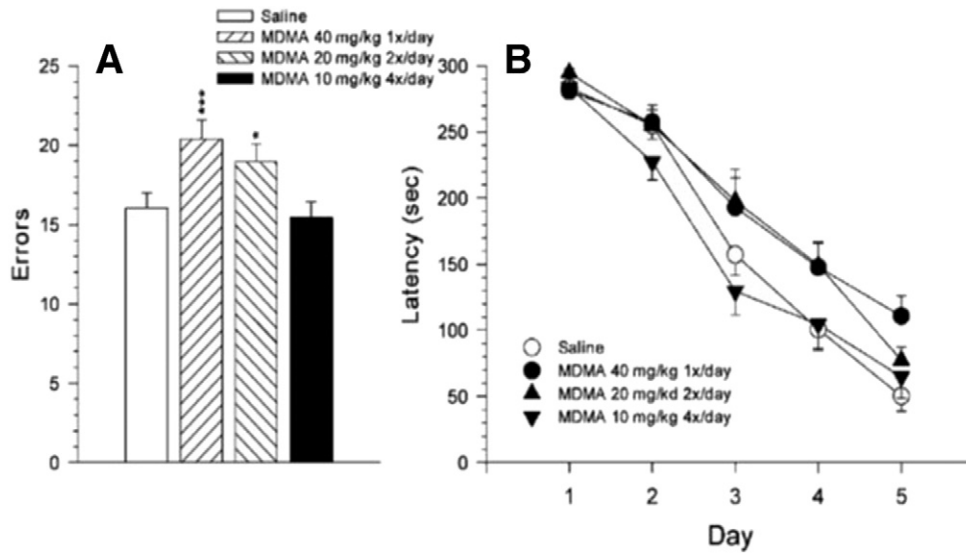 Saline
MDMA 40 mg/kg 1x/day
MDMA 20 mg/kg 2x/day
MDMA 10 mg/kg 4x/day
A
25
20
15
10
5
0
Errors
***
*
B
300
250
200
150
100
50
0
Latency (sec)
Saline
MDMA 40 mg/kg 1x/day
MDMA 20 mg/kd 2x/day
MDMA 10 mg/kg 4x/day
1 2 3 4 5
Day